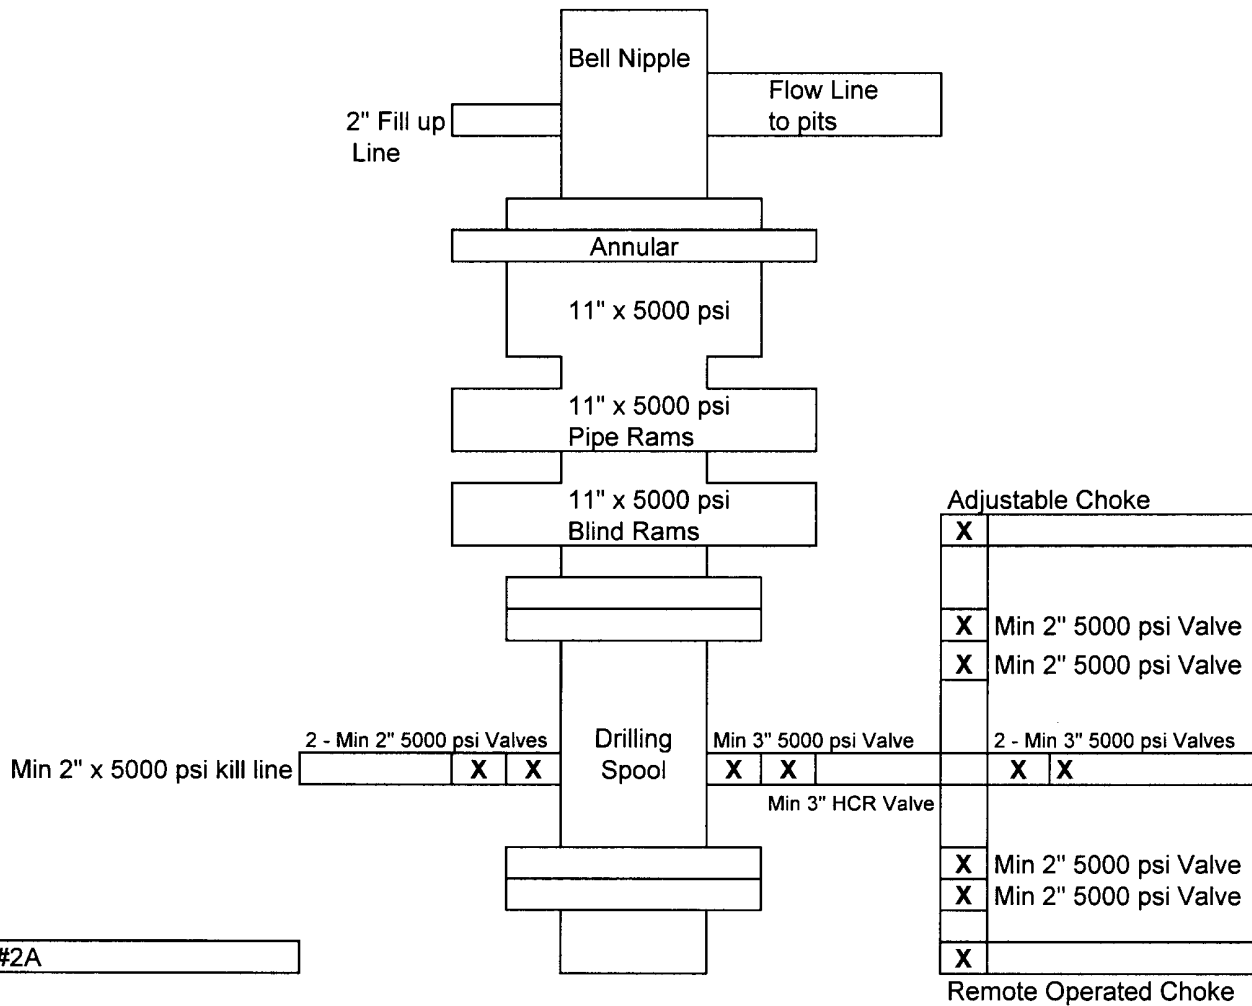 Bell Nipple
Flow Line
to pits
2" Fill up
Line
Annular
11" x 5000 psi
11" x 5000 psi
Pipe Rams
11" x 5000 psi
Blind Rams
Adjustable Choke
X
X Min 2" 5000 psi Valve
X Min 2" 5000 psi Valve
2 - Min 2" 5000 psi Valves
Drilling
Spool
Min 3" 5000 psi Valve
2 - Min 3" 5000 psi Valves
Min 2" x 5000 psi kill line
X X
X X
X X
Min 3" HCR Valve
X Min 2" 5000 psi Valve
X Min 2" 5000 psi Valve
#2A
X
Remote Operated Choke